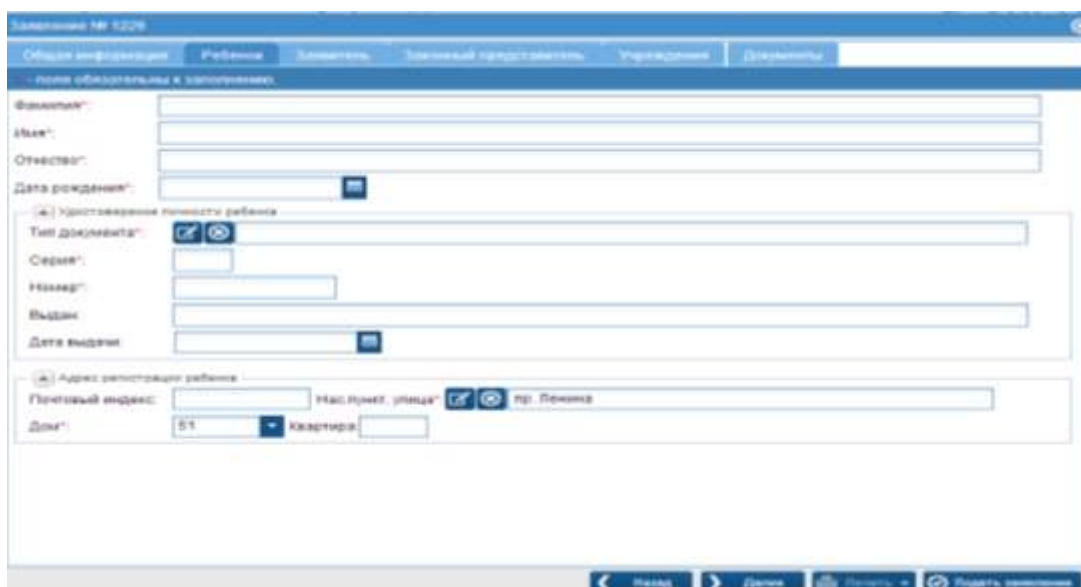 Заявление № 1226
Общая информация Ребенок Заявитель Законный представитель Учреждения Документы
* - поля обязательны к заполнению.
Фамилия*:
Имя*:
Отчество*:
Дата рождения*:
Удостоверение личности ребенка
Тип документа*:
Серия*:
Номер*:
Выдан:
Дата выдачи:
Адрес регистрации ребенка
Почтовый индекс: Нас.пункт, улица* пр. Ленина
Дом*: 51 Квартира:
Назад Далее Печать Подать заявление